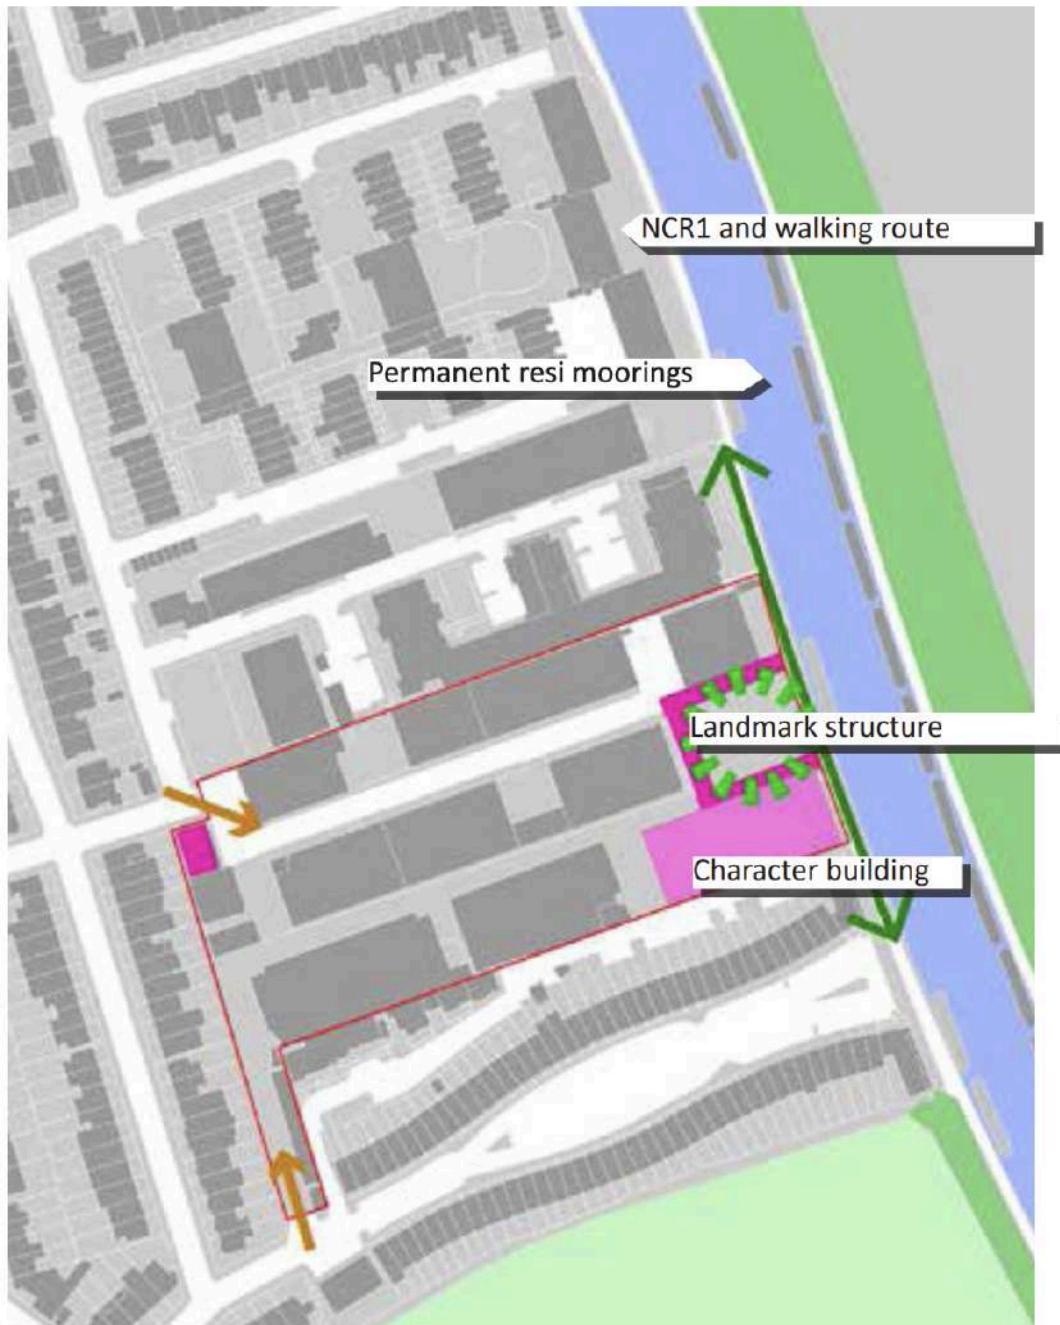 NCR1 and walking route
Permanent resi moorings
Landmark structure
Character building